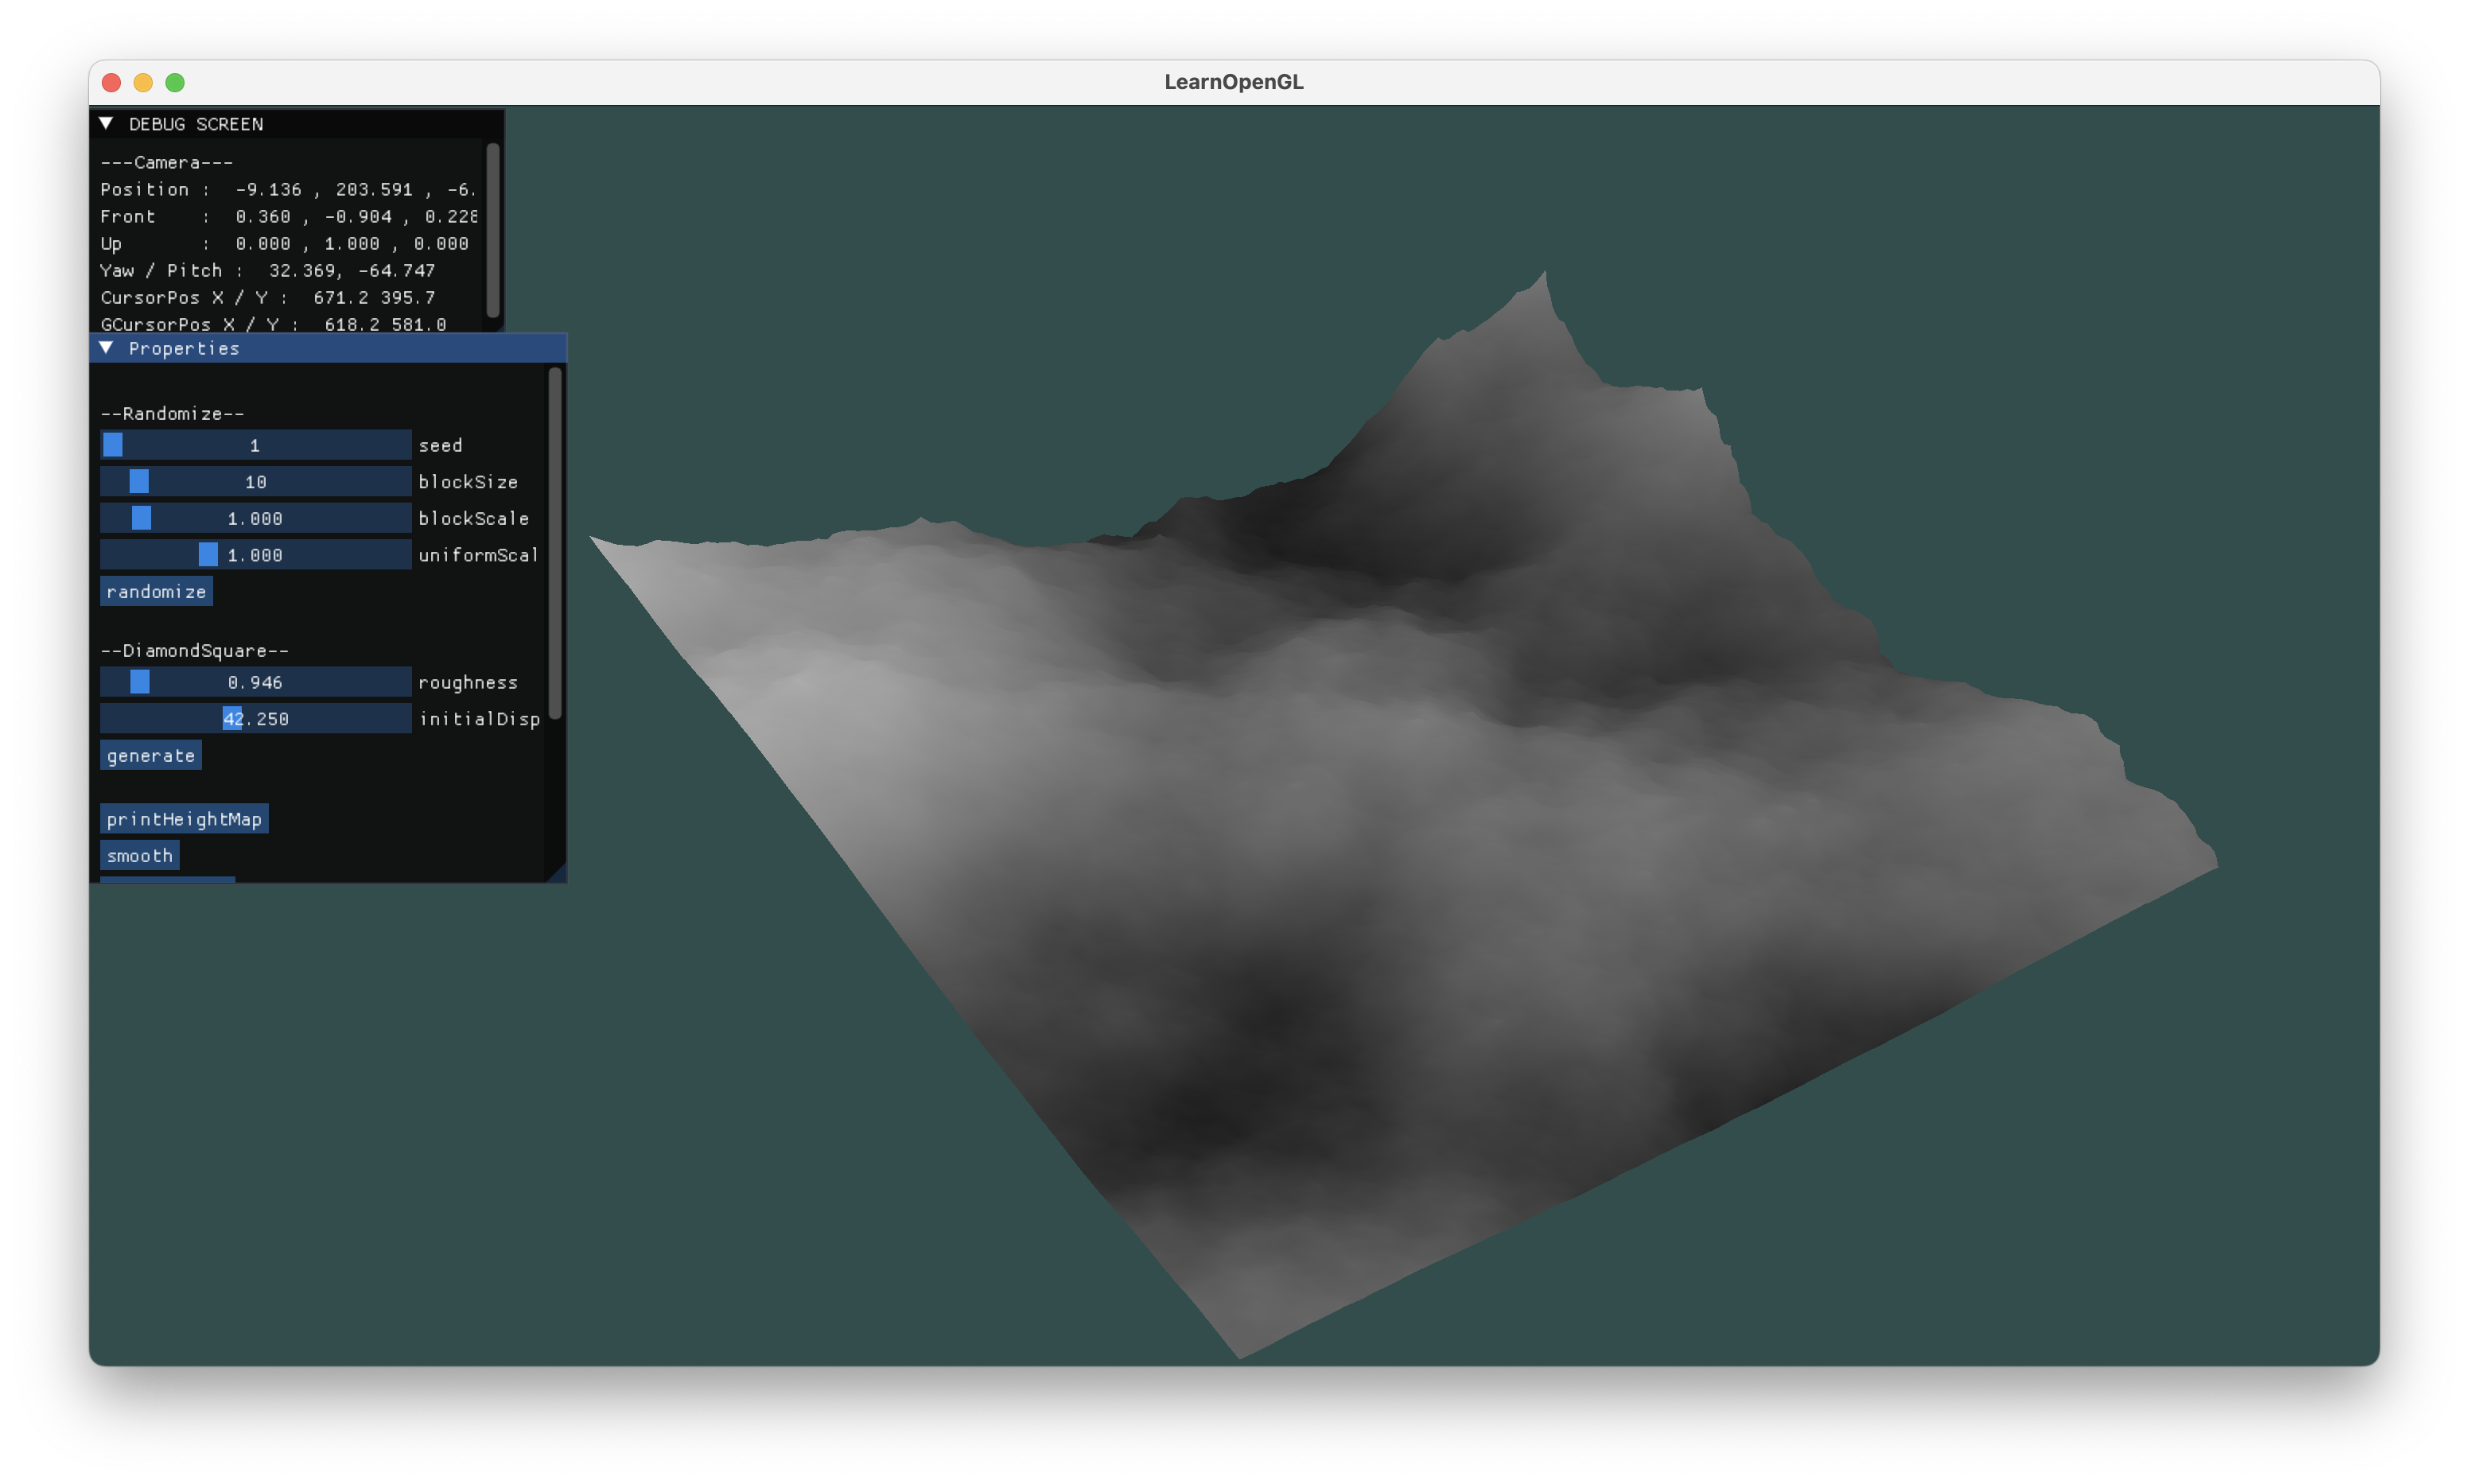 LearnOpenGL
DEBUG SCREEN
---Camera---
Position :  -9.136 , 203.591 , -6.
Front    :  0.360 , -0.904 , 0.228
Up       :  0.000 , 1.000 , 0.000
Yaw / Pitch :  32.369, -64.747
CursorPos X / Y :  671.2 395.7
GCursorPos X / Y :  618.2 581.0
Properties
--Randomize--
1 seed
10 blockSize
1.000 blockScale
1.000 uniformScal
randomize
--DiamondSquare--
0.946 roughness
42.250 initialDisp
generate
printHeightMap
smooth